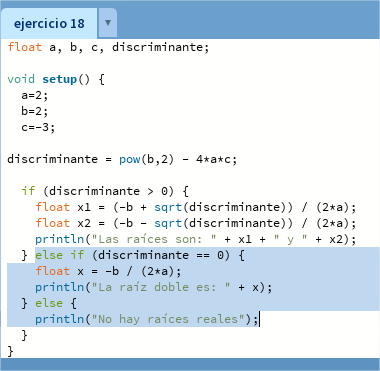 ejercicio 18
float a, b, c, discriminante;
void setup() {
a=2;
b=2;
c=-3;
discriminante = pow(b,2) - 4*a*c;
if (discriminante > 0) {
float x1 = (-b + sqrt(discriminante)) / (2*a);
float x2 = (-b - sqrt(discriminante)) / (2*a);
println("Las raíces son: " + x1 + " y " + x2);
} else if (discriminante == 0) {
float x = -b / (2*a);
println("La raíz doble es: " + x);
} else {
println("No hay raíces reales");
}
}